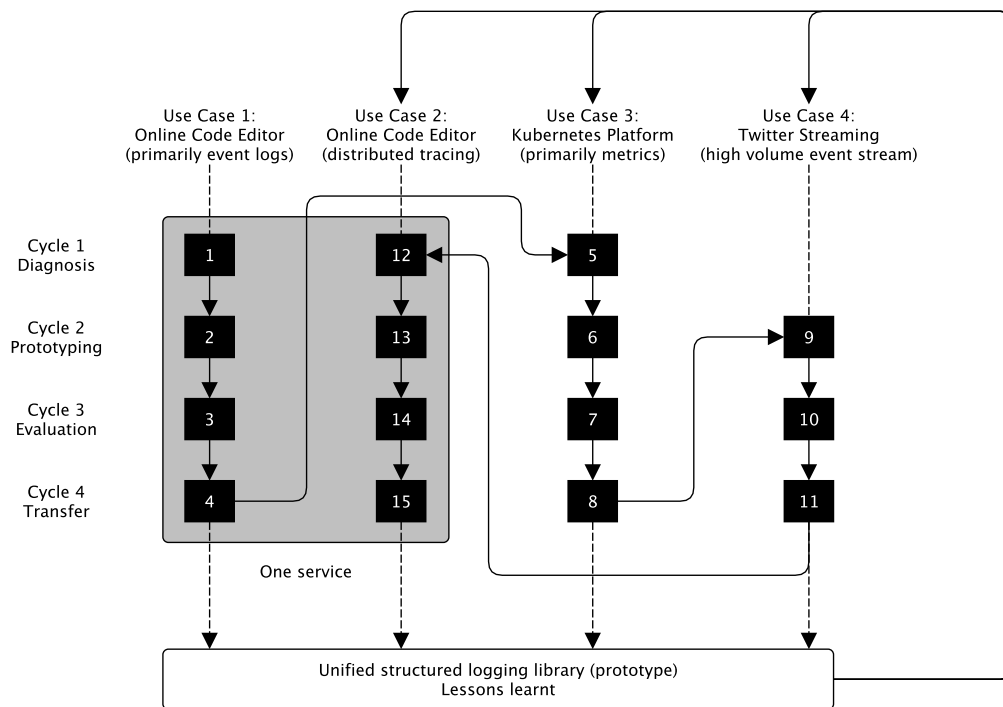 Use Case 1:
Online Code Editor
(primarily event logs)
Use Case 2:
Online Code Editor
(distributed tracing)
Use Case 3:
Kubernetes Platform
(primarily metrics)
Use Case 4:
Twitter Streaming
(high volume event stream)
Cycle 1
Diagnosis
1
12
5
Cycle 2
Prototyping
2
13
6
9
Cycle 3
Evaluation
3
14
7
10
Cycle 4
Transfer
4
15
8
11
One service
Unified structured logging library (prototype)
Lessons learnt